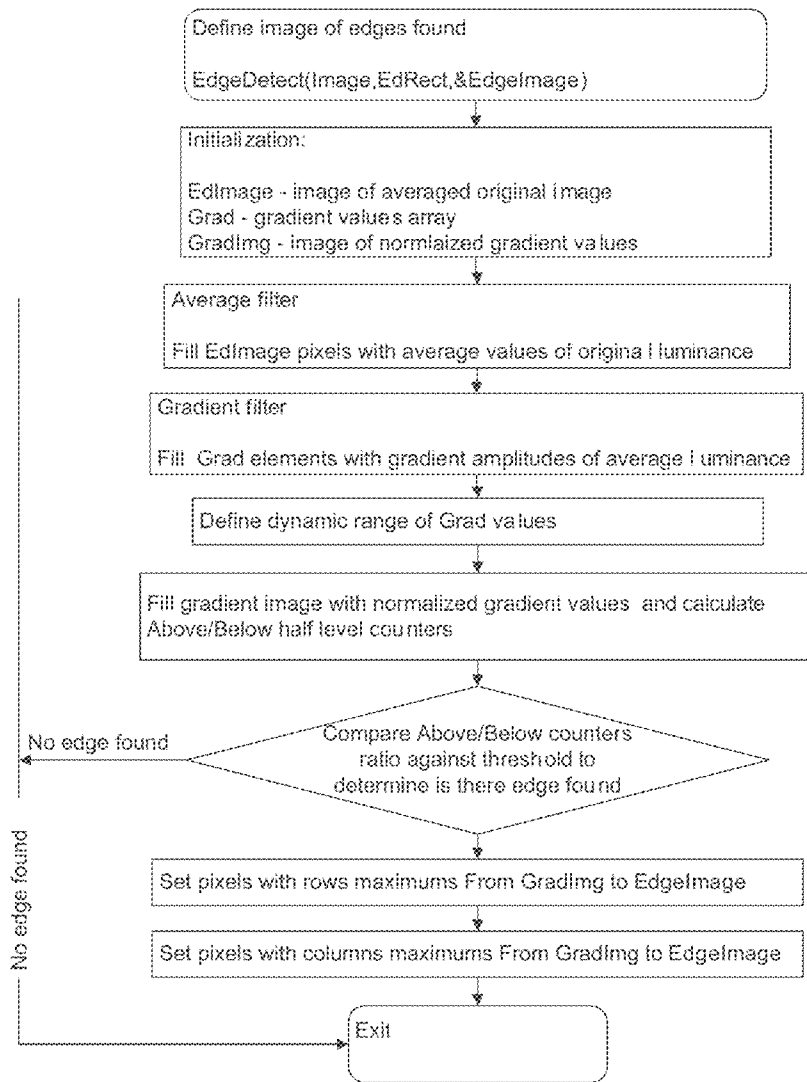 Define image of edges found
EdgeDetect(Image,EdRect,&EdgeImage)
Initialization:
EdImage - image of averaged original image
Grad - gradient values array
GradImg - image of normlaized gradient values
Average filter
Fill EdImage pixels with average values of origina l luminance
Gradient filter
Fill Grad elements with gradient amplitudes of average l uminance
Define dynamic range of Grad values
Fill gradient image with normalized gradient values and calculate
Above/Below half level counters
No edge found
Compare Above/Below counters
ratio against threshold to
determine is there edge found
No edge found
Set pixels with rows maximums From GradImg to EdgeImage
Set pixels with columns maximums From GradImg to EdgeImage
Exit